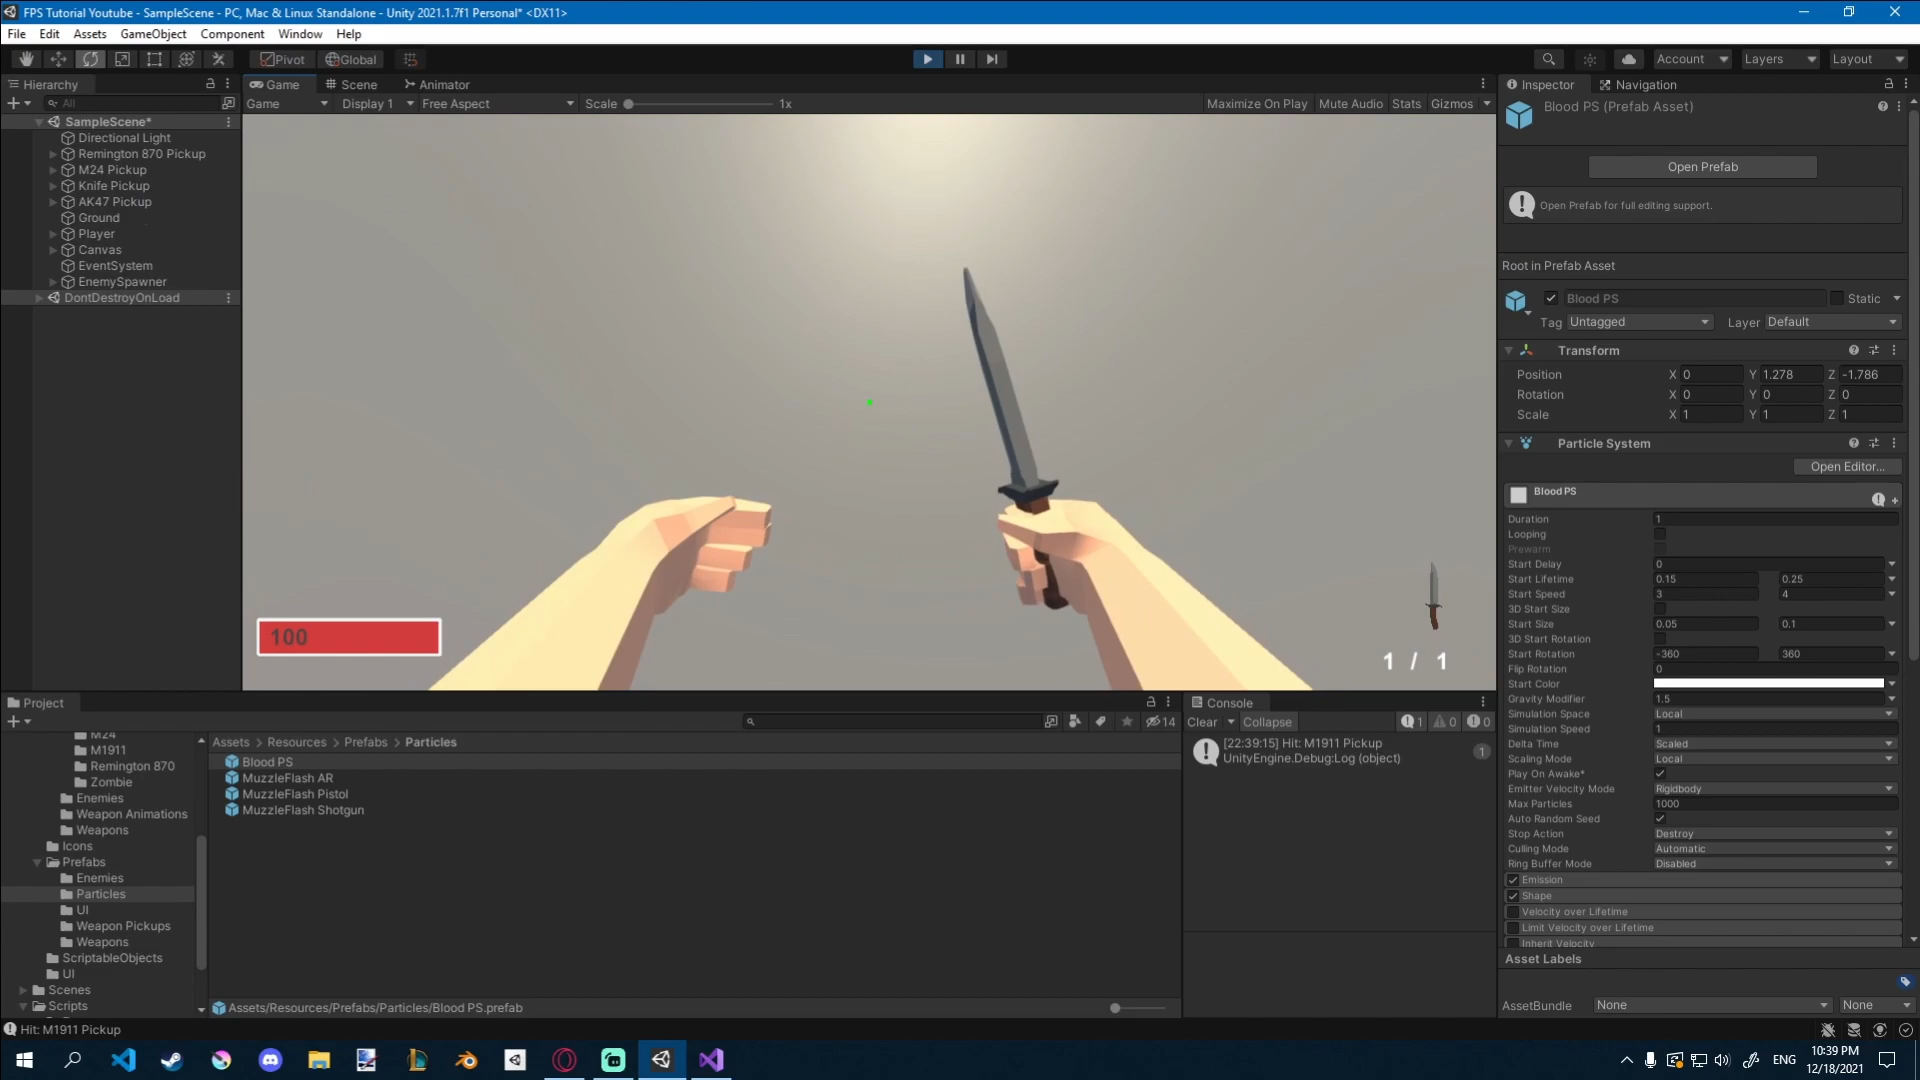 FPS Tutorial Youtube - SampleScene - PC, Mac & Linux Standalone - Unity 2021.1.7f1 Personal* <DX11>
File Edit Assets GameObject Component Window Help
Pivot Global Account Layers Layout
Hierarchy
All
SampleScene*
Directional Light
Remington 870 Pickup
M24 Pickup
Knife Pickup
AK47 Pickup
Ground
Player
Canvas
EventSystem
EnemySpawner
DontDestroyOnLoad
Game Scene Animator
Game Display 1 Free Aspect Scale 1x Maximize On Play Mute Audio Stats Gizmos
100
1 / 1
Inspector Navigation
Blood PS (Prefab Asset)
Open Prefab
Open Prefab for full editing support.
Root in Prefab Asset
Blood PS Static
Tag Untagged Layer Default
Transform
Position X 0 Y 1.278 Z -1.786
Rotation X 0 Y 0 Z 0
Scale X 1 Y 1 Z 1
Particle System
Open Editor...
Blood PS
Duration 1
Looping
Prewarm
Start Delay 0
Start Lifetime 0.15 0.25
Start Speed 3 4
3D Start Size
Start Size 0.05 0.1
3D Start Rotation
Start Rotation -360 360
Flip Rotation 0
Start Color
Gravity Modifier 1.5
Simulation Space Local
Simulation Speed 1
Delta Time Scaled
Scaling Mode Local
Play On Awake*
Emitter Velocity Mode Rigidbody
Max Particles 1000
Auto Random Seed
Stop Action Destroy
Culling Mode Automatic
Ring Buffer Mode Disabled
Emission
Shape
Velocity over Lifetime
Limit Velocity over Lifetime
Inherit Velocity
Asset Labels
AssetBundle None None
Project
14
M24
M1911
Remington 870
Zombie
Enemies
Weapon Animations
Weapons
Icons
Prefabs
Enemies
Particles
UI
Weapon Pickups
Weapons
ScriptableObjects
UI
Scenes
Scripts
Assets > Resources > Prefabs > Particles
Blood PS
MuzzleFlash AR
MuzzleFlash Pistol
MuzzleFlash Shotgun
Assets/Resources/Prefabs/Particles/Blood PS.prefab
Console
Clear Collapse 1 0 0
[22:39:15] Hit: M1911 Pickup 1
UnityEngine.Debug:Log (object)
Hit: M1911 Pickup
ENG 10:39 PM
12/18/2021